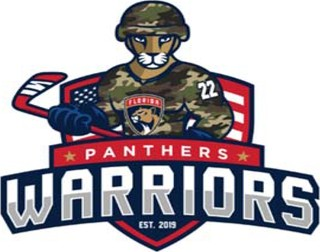 22
FLORIDA
PANTHERS
WARRIORS
EST. 2019